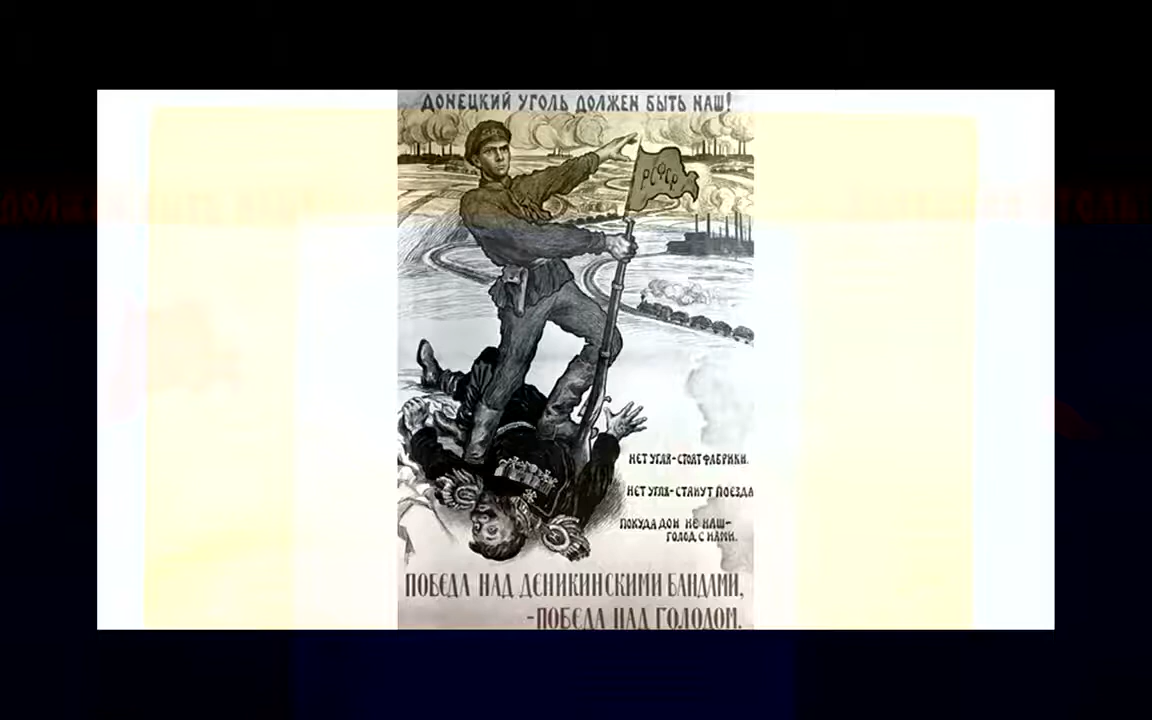 ДОНЕЦКИЙ УГОЛЬ ДОЛЖЕН БЫТЬ НАШ!
РСФСР
НЕТ УГЛЯ-СТОЯТ ФАБРИКИ.
НЕТ УГЛЯ-СТАНУТ ПОЕЗДА
ПОКУДА ДОН НЕ НАШ-
ГОЛОД С НАМИ.
ПОБЕДА НАД ДЕНИКИНСКИМИ БАНДАМИ,
-ПОБЕДА НАД ГОЛОДОМ.